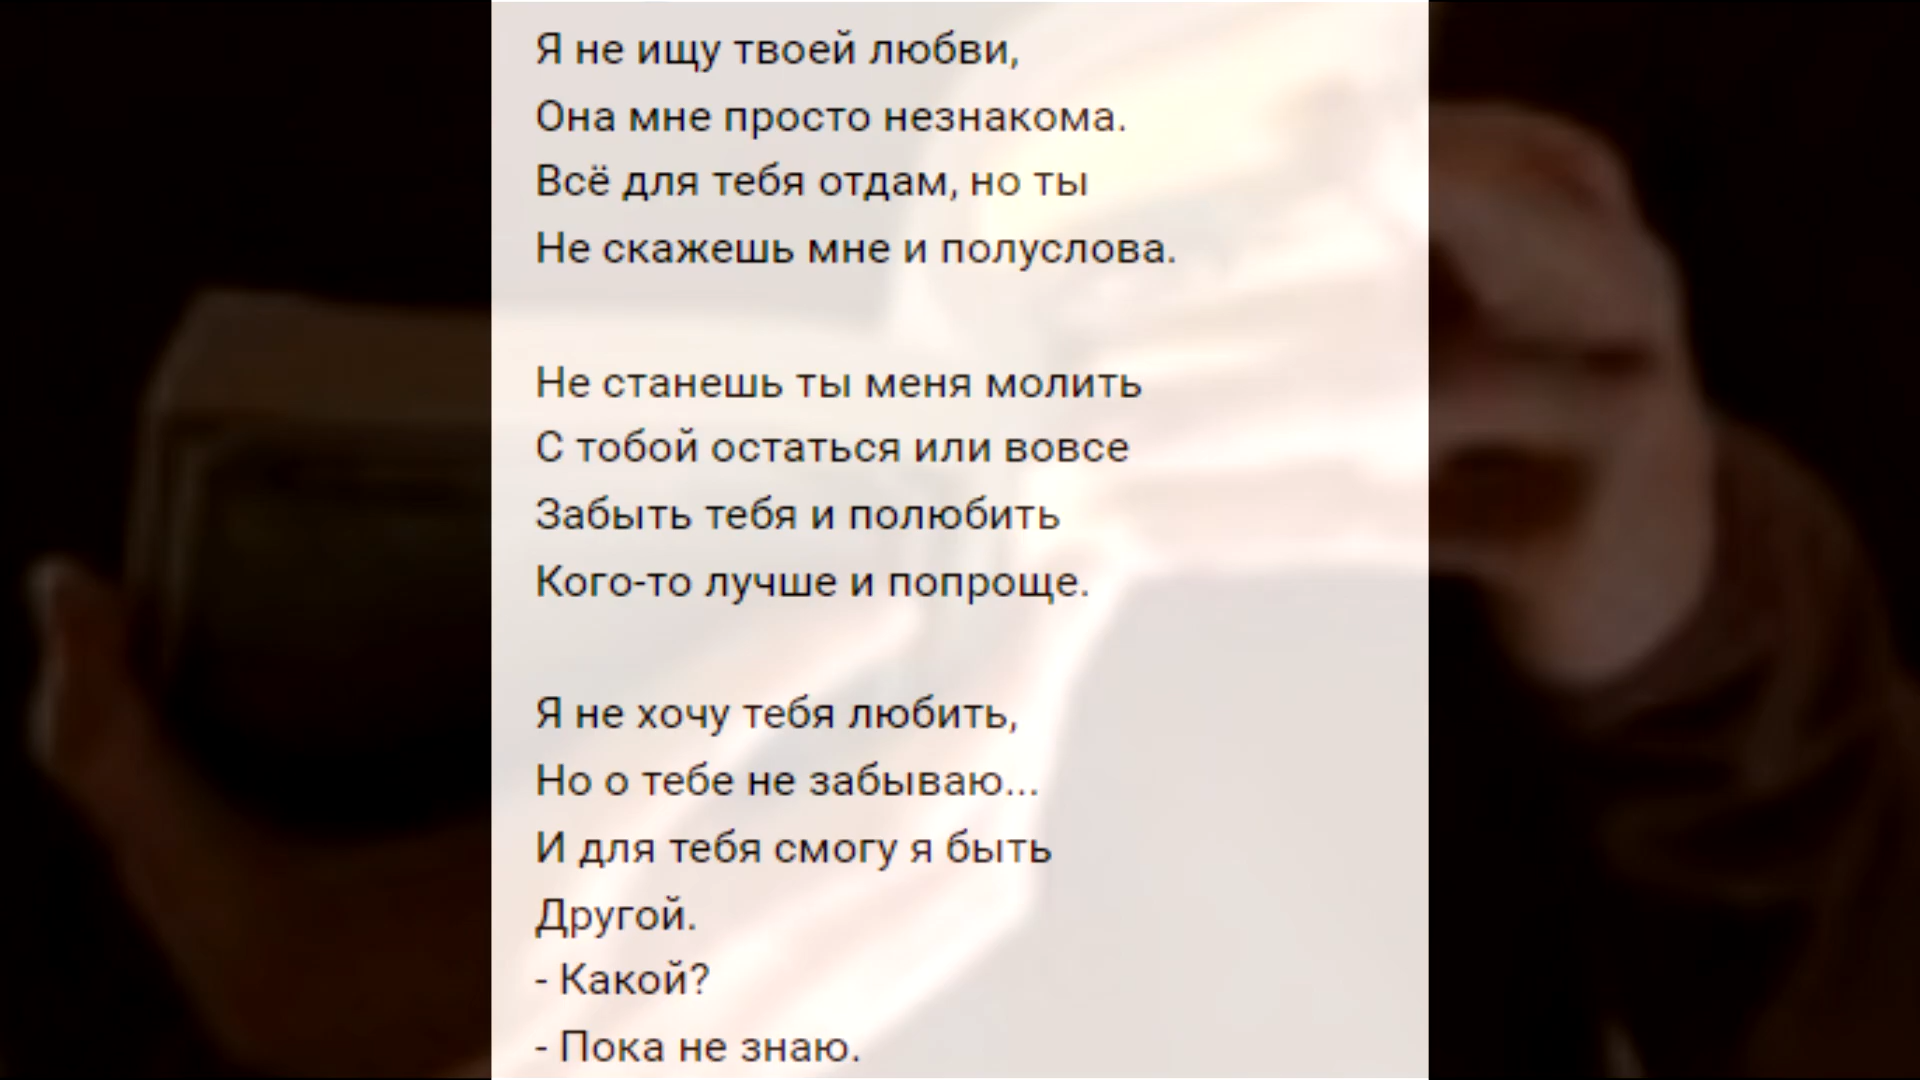 Я не ищу твоей любви,
Она мне просто незнакома.
Всё для тебя отдам, но ты
Не скажешь мне и полуслова.
Не станешь ты меня молить
С тобой остаться или вовсе
Забыть тебя и полюбить
Кого-то лучше и попроще.
Я не хочу тебя любить,
Но о тебе не забываю...
И для тебя смогу я быть
Другой.
- Какой?
- Пока не знаю.